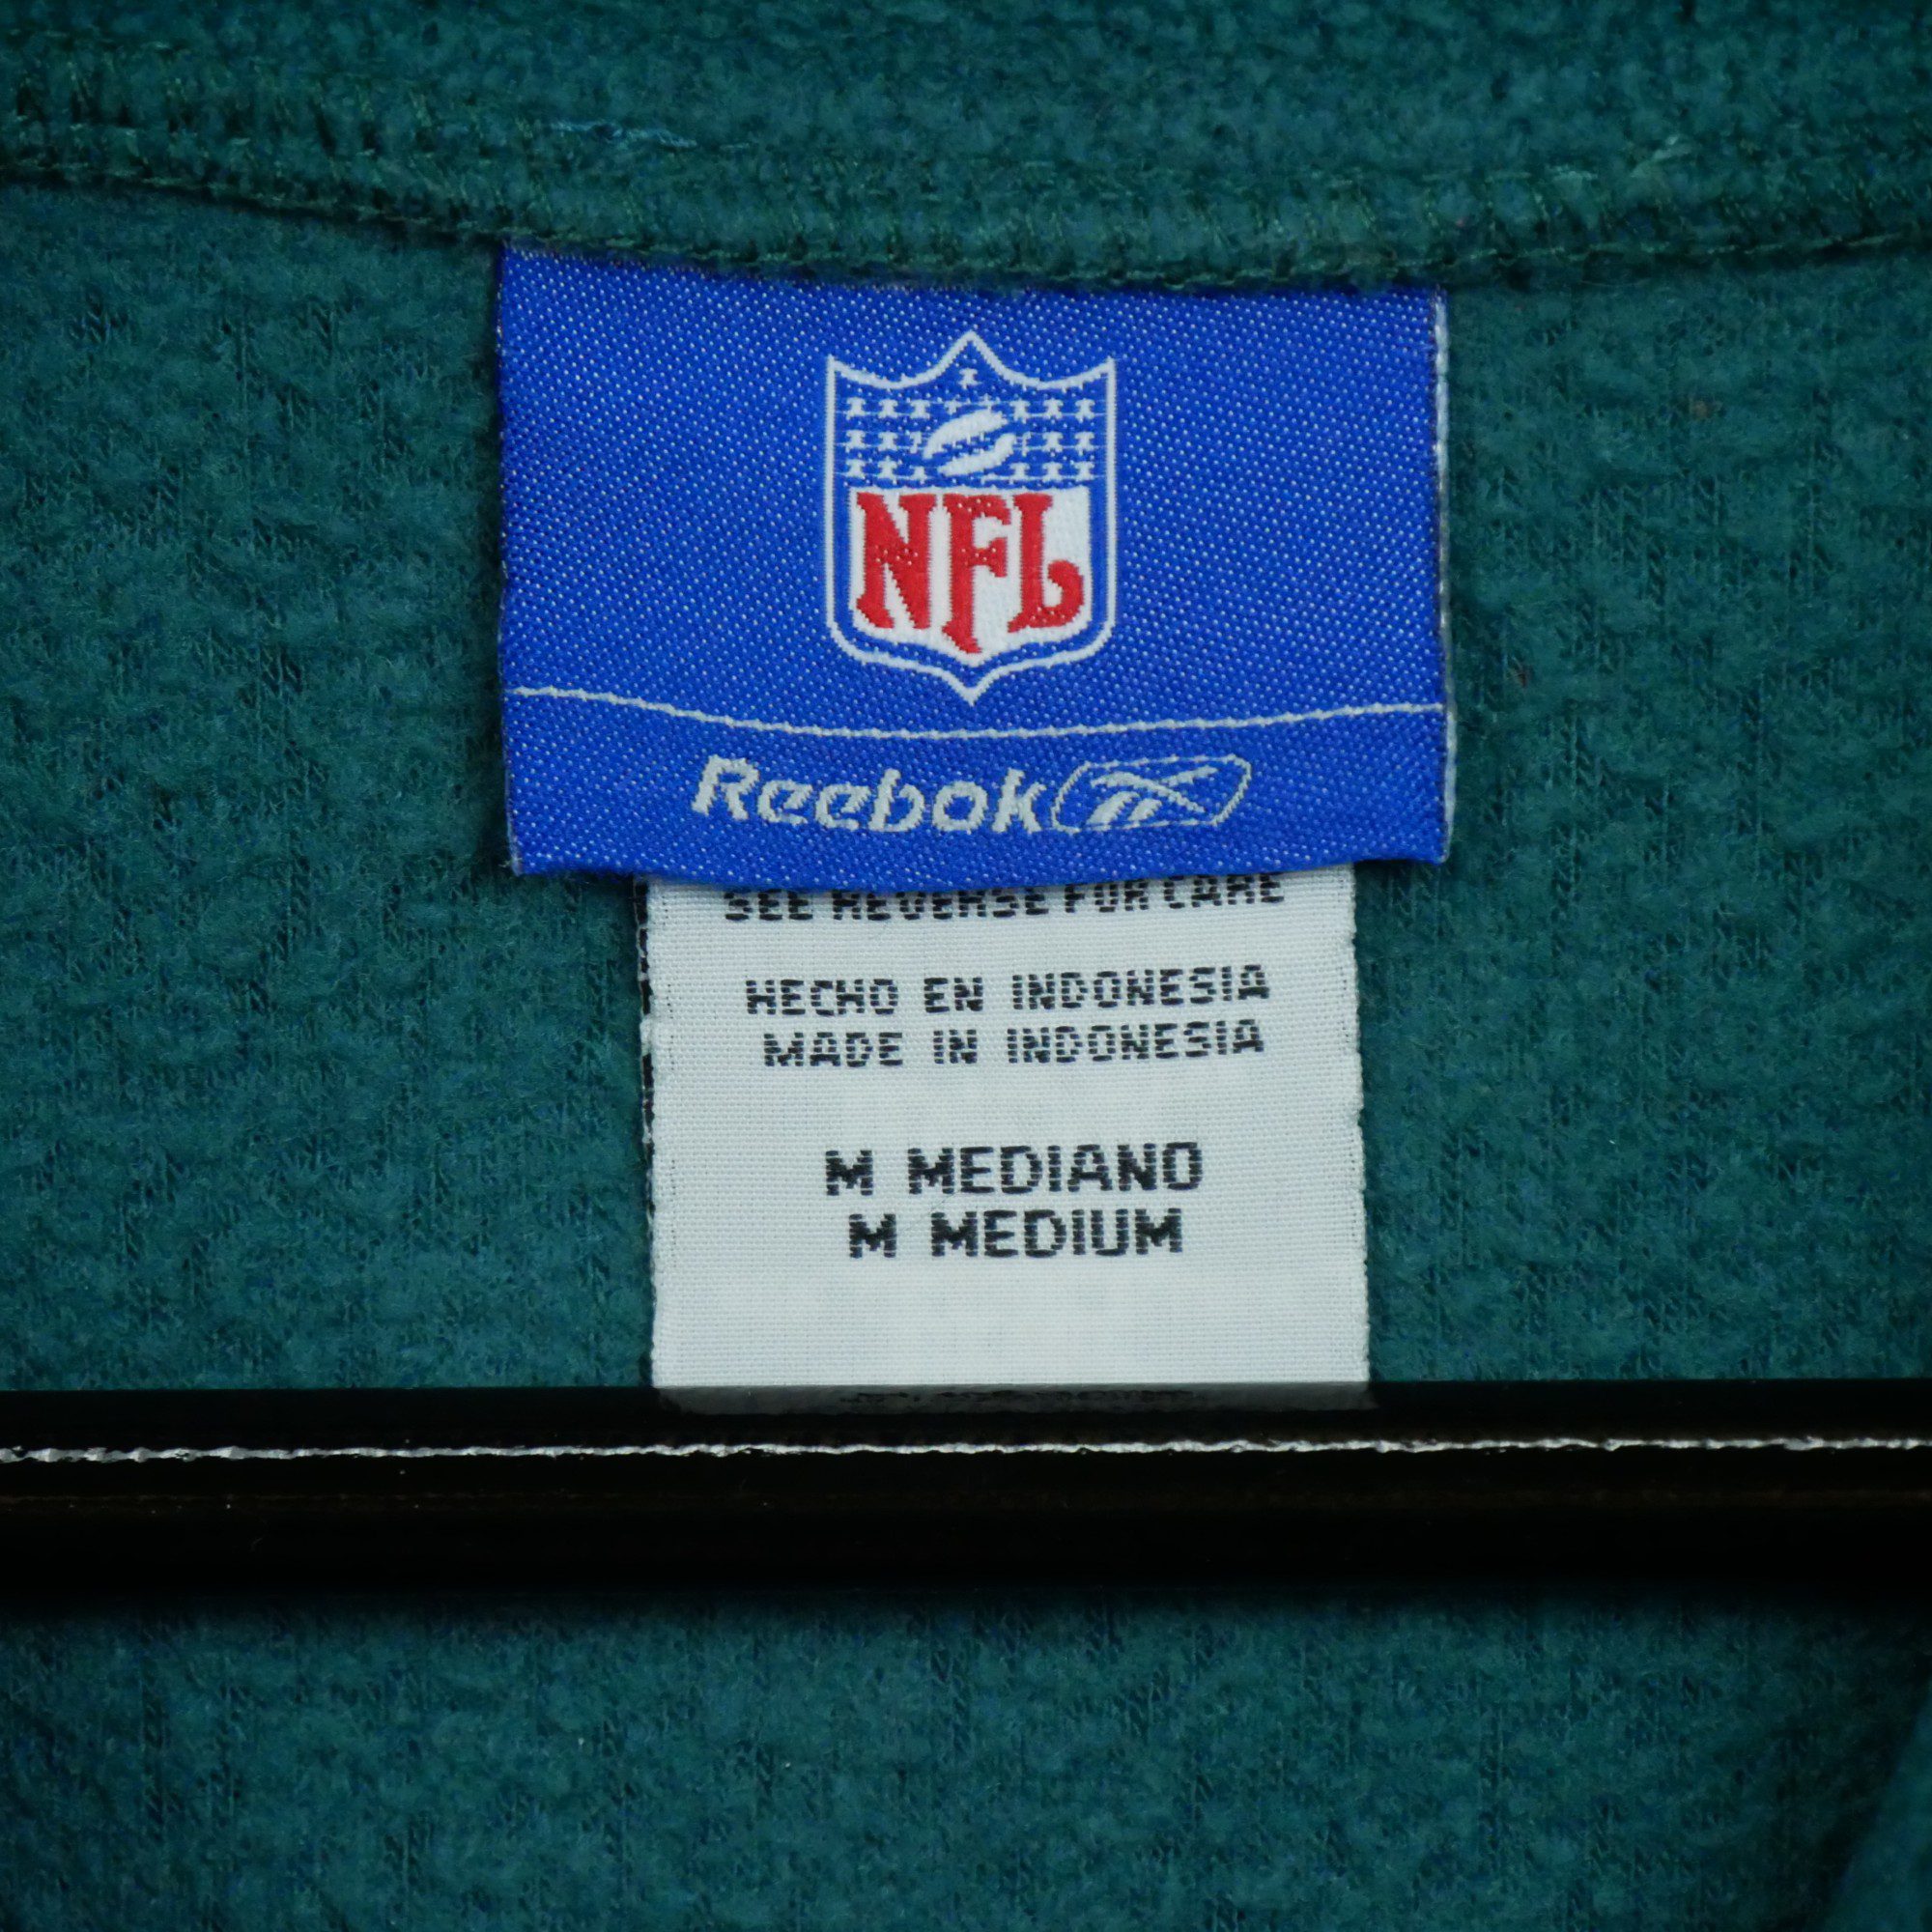 NFL
Reebok
SEE REVERSE FOR CARE
HECHO EN INDONESIA
MADE IN INDONESIA
M MEDIANO
M MEDIUM